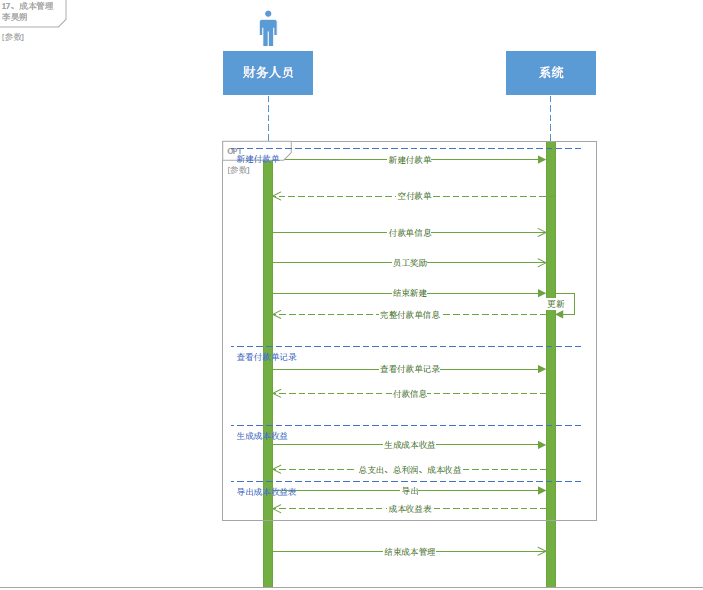 17、成本管理
李昊朔
[参数]
财务人员
系统
OPT
[参数]
新建付款单
新建付款单
空付款单
付款单信息
员工奖励
结束新建
更新
完整付款单信息
查看付款单记录
查看付款单记录
付款信息
生成成本收益
生成成本收益
总支出、总利润、成本收益
导出成本收益表
导出
成本收益表
结束成本管理